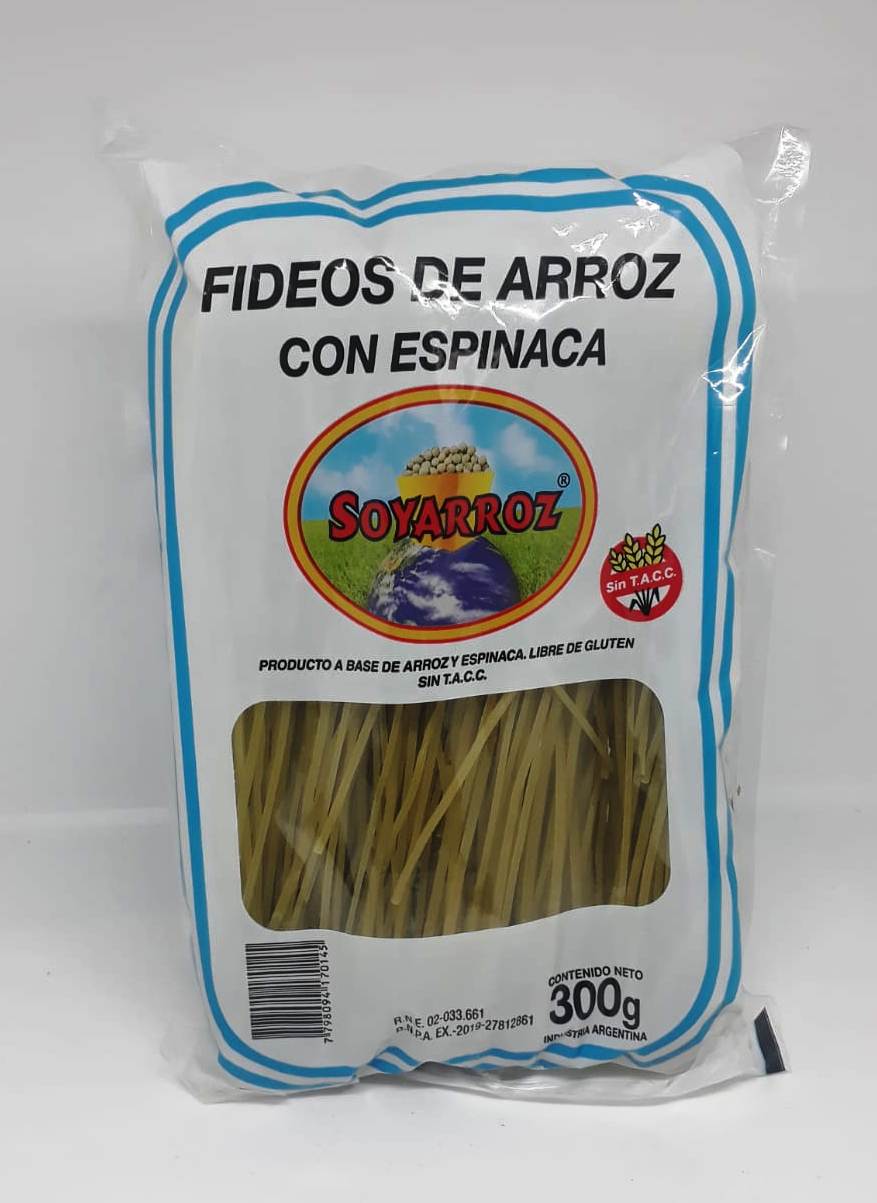 FIDEOS DE ARROZ
CON ESPINACA
SOYARROZ®
Sin T.A.C.C.
PRODUCTO A BASE DE ARROZ Y ESPINACA. LIBRE DE GLUTEN
SIN T.A.C.C.
7798094170145
R.N.E. 02-033.661
R.N.P.A. EX.-2019-27812861
CONTENIDO NETO
300g
INDUSTRIA ARGENTINA